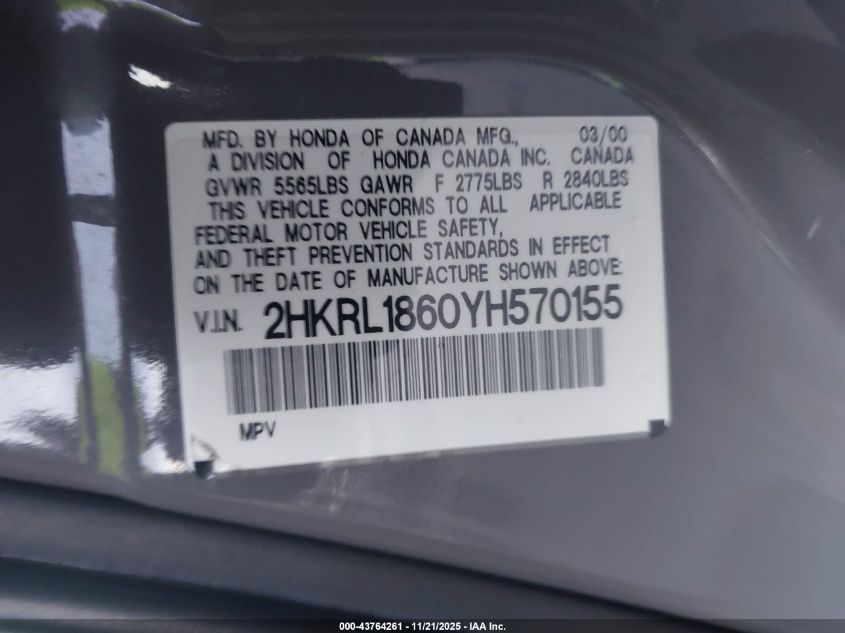 MFD. BY HONDA OF CANADA MFG., 03/00
A DIVISION OF HONDA CANADA INC. CANADA
GVWR 5565LBS GAWR F 2775LBS R 2840LBS
THIS VEHICLE CONFORMS TO ALL APPLICABLE
FEDERAL MOTOR VEHICLE SAFETY,
AND THEFT PREVENTION STANDARDS IN EFFECT
ON THE DATE OF MANUFACTURE SHOWN ABOVE:
V.I.N. 2HKRL1860YH570155
MPV
000-43764261 - 11/21/2025 - IAA Inc.